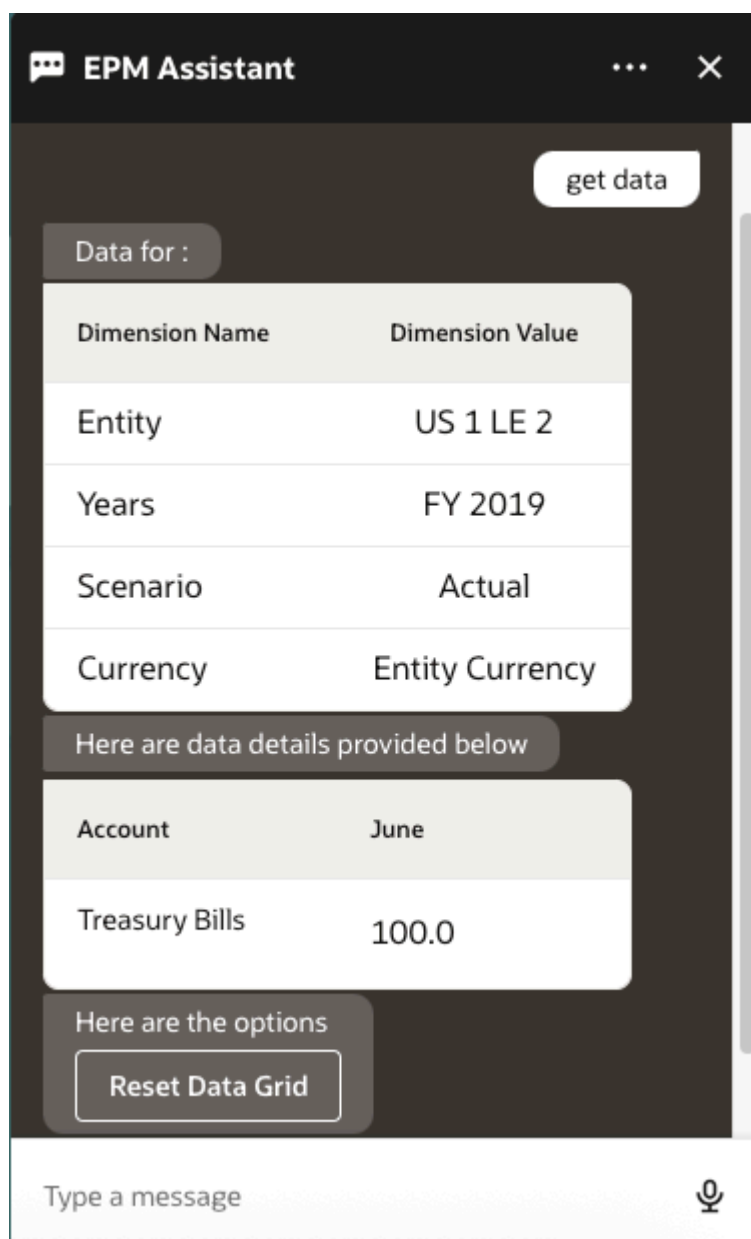 EPM Assistant
get data
Data for :
Dimension Name Dimension Value
Entity US 1 LE 2
Years FY 2019
Scenario Actual
Currency Entity Currency
Here are data details provided below
Account June
Treasury Bills 100.0
Here are the options
Reset Data Grid
Type a message